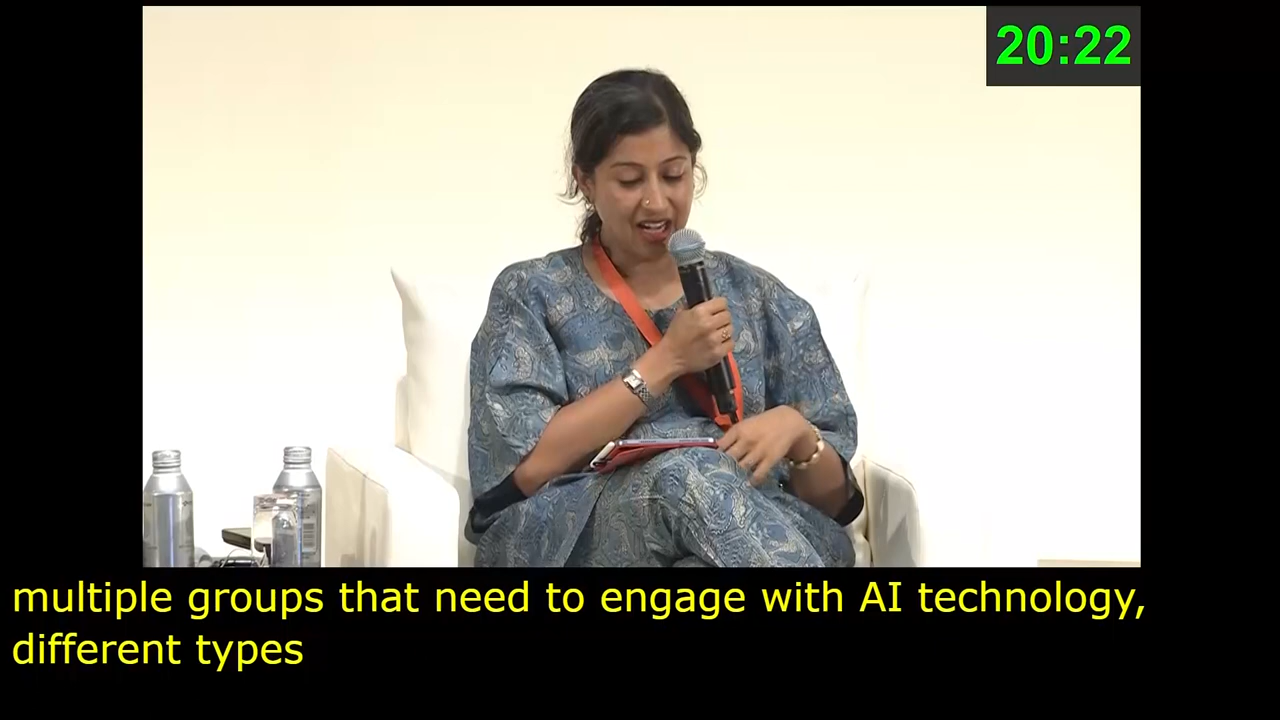 20:22
multiple groups that need to engage with AI technology,
different types